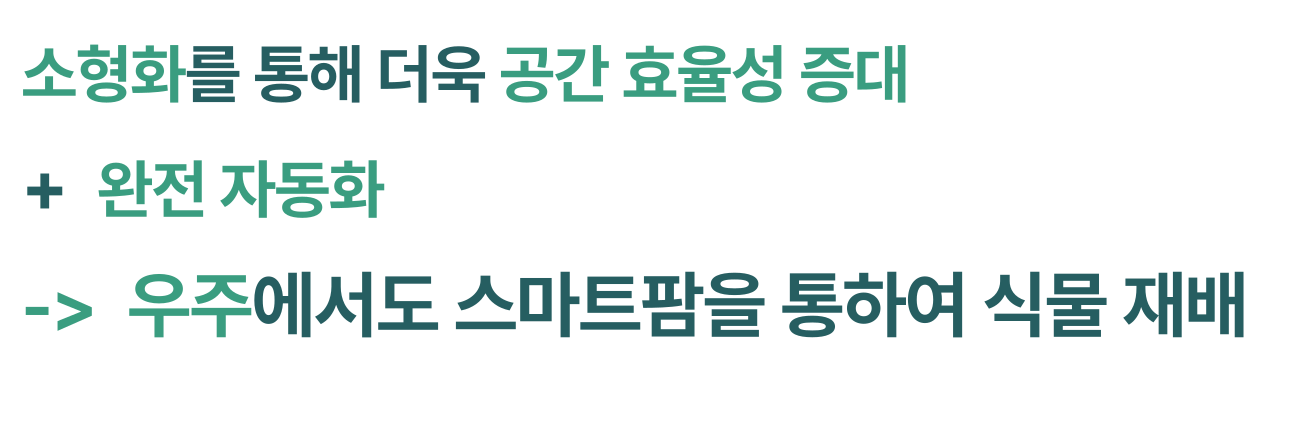 소형화를 통해 더욱 공간 효율성 증대
+ 완전 자동화
-> 우주에서도 스마트팜을 통하여 식물 재배